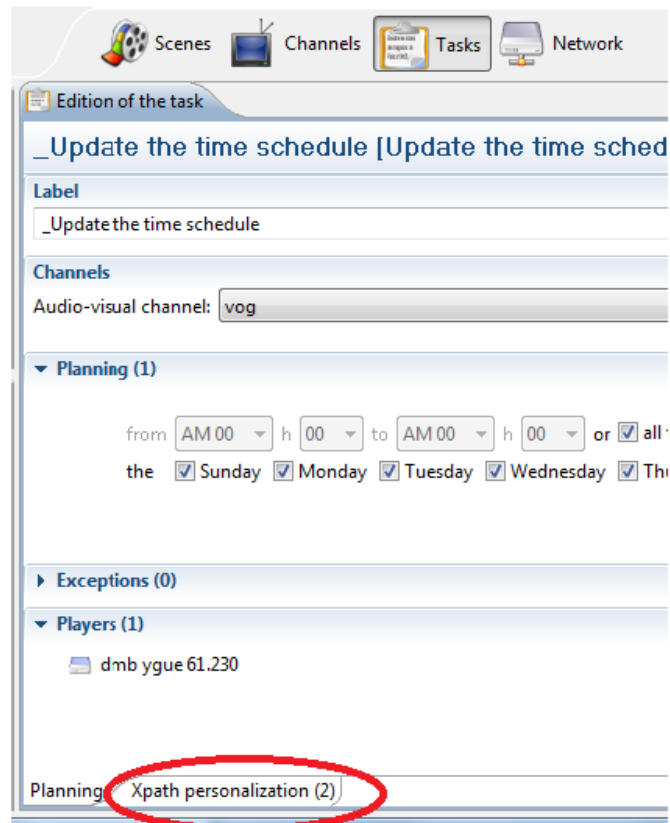 Scenes Channels Tasks Network
Edition of the task
_Update the time schedule [Update the time sched
Label
_Update the time schedule
Channels
Audio-visual channel: vog
Planning (1)
from AM 00 h 00 to AM 00 h 00 or all
the Sunday Monday Tuesday Wednesday Thu
Exceptions (0)
Players (1)
dmb ygue 61.230
Planning Xpath personalization (2)